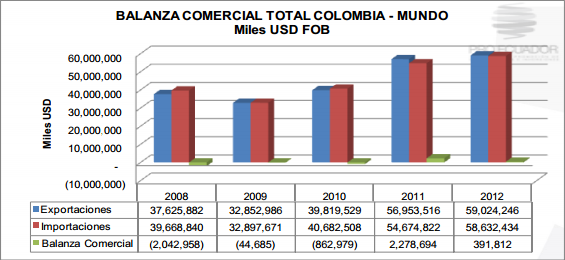 BALANZA COMERCIAL TOTAL COLOMBIA - MUNDO
Miles USD FOB
PRO ECUADOR
Miles USD
60,000,000
50,000,000
40,000,000
30,000,000
20,000,000
10,000,000
-
(10,000,000)
2008 2009 2010 2011 2012
Exportaciones 37,625,882 32,852,986 39,819,529 56,953,516 59,024,246
Importaciones 39,668,840 32,897,671 40,682,508 54,674,822 58,632,434
Balanza Comercial (2,042,958) (44,685) (862,979) 2,278,694 391,812